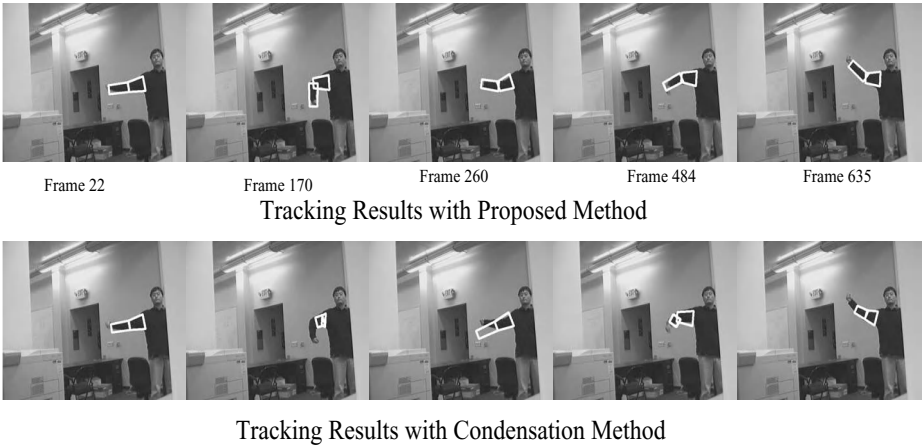 Frame 22
Frame 170
Frame 260
Frame 484
Frame 635
Tracking Results with Proposed Method
Tracking Results with Condensation Method